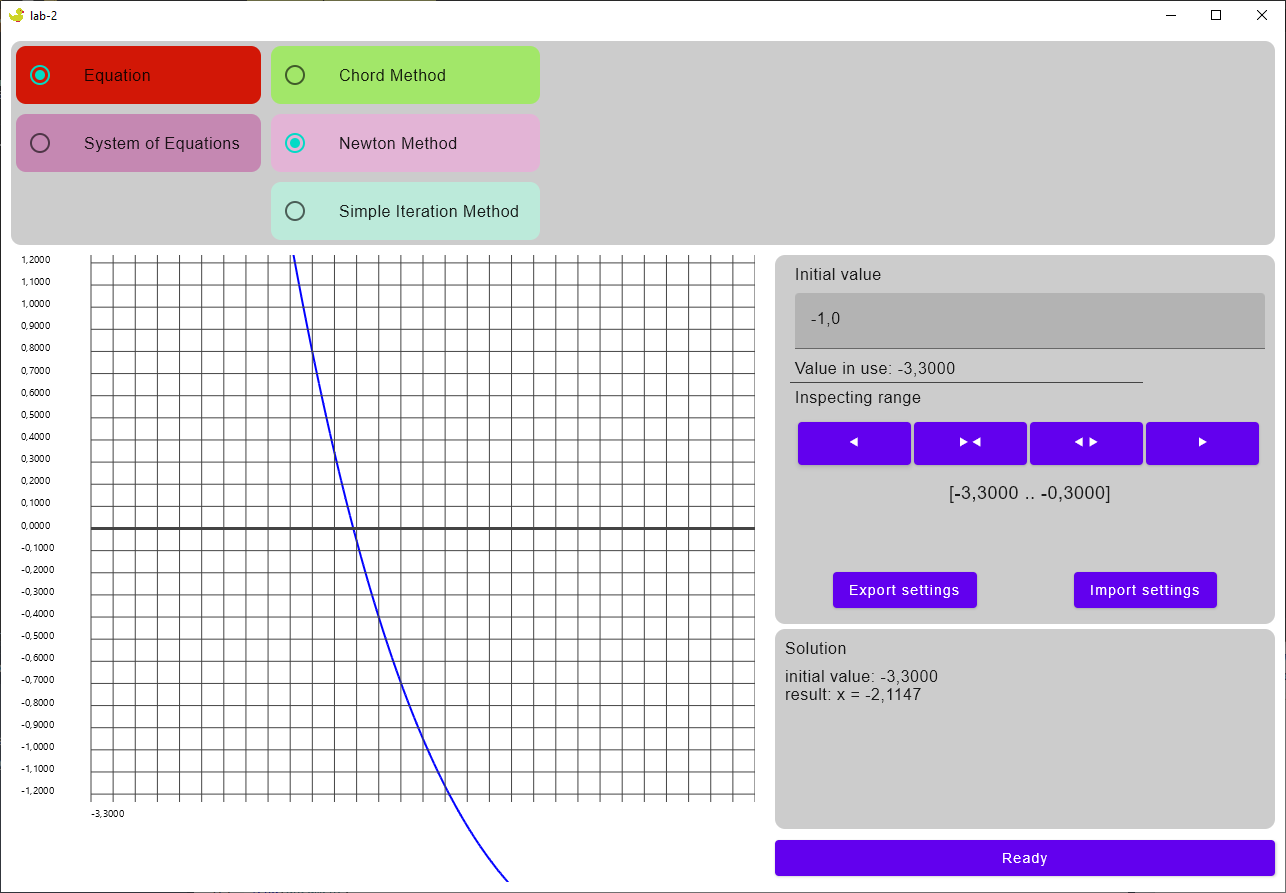 lab-2
Equation
Chord Method
System of Equations
Newton Method
Simple Iteration Method
1,2000
1,1000
1,0000
0,9000
0,8000
0,7000
0,6000
0,5000
0,4000
0,3000
0,2000
0,1000
0,0000
-0,1000
-0,2000
-0,3000
-0,4000
-0,5000
-0,6000
-0,7000
-0,8000
-0,9000
-1,0000
-1,1000
-1,2000
-3,3000
Initial value
-1,0
Value in use: -3,3000
Inspecting range
[-3,3000 .. -0,3000]
Export settings
Import settings
Solution
initial value: -3,3000
result: x = -2,1147
Ready